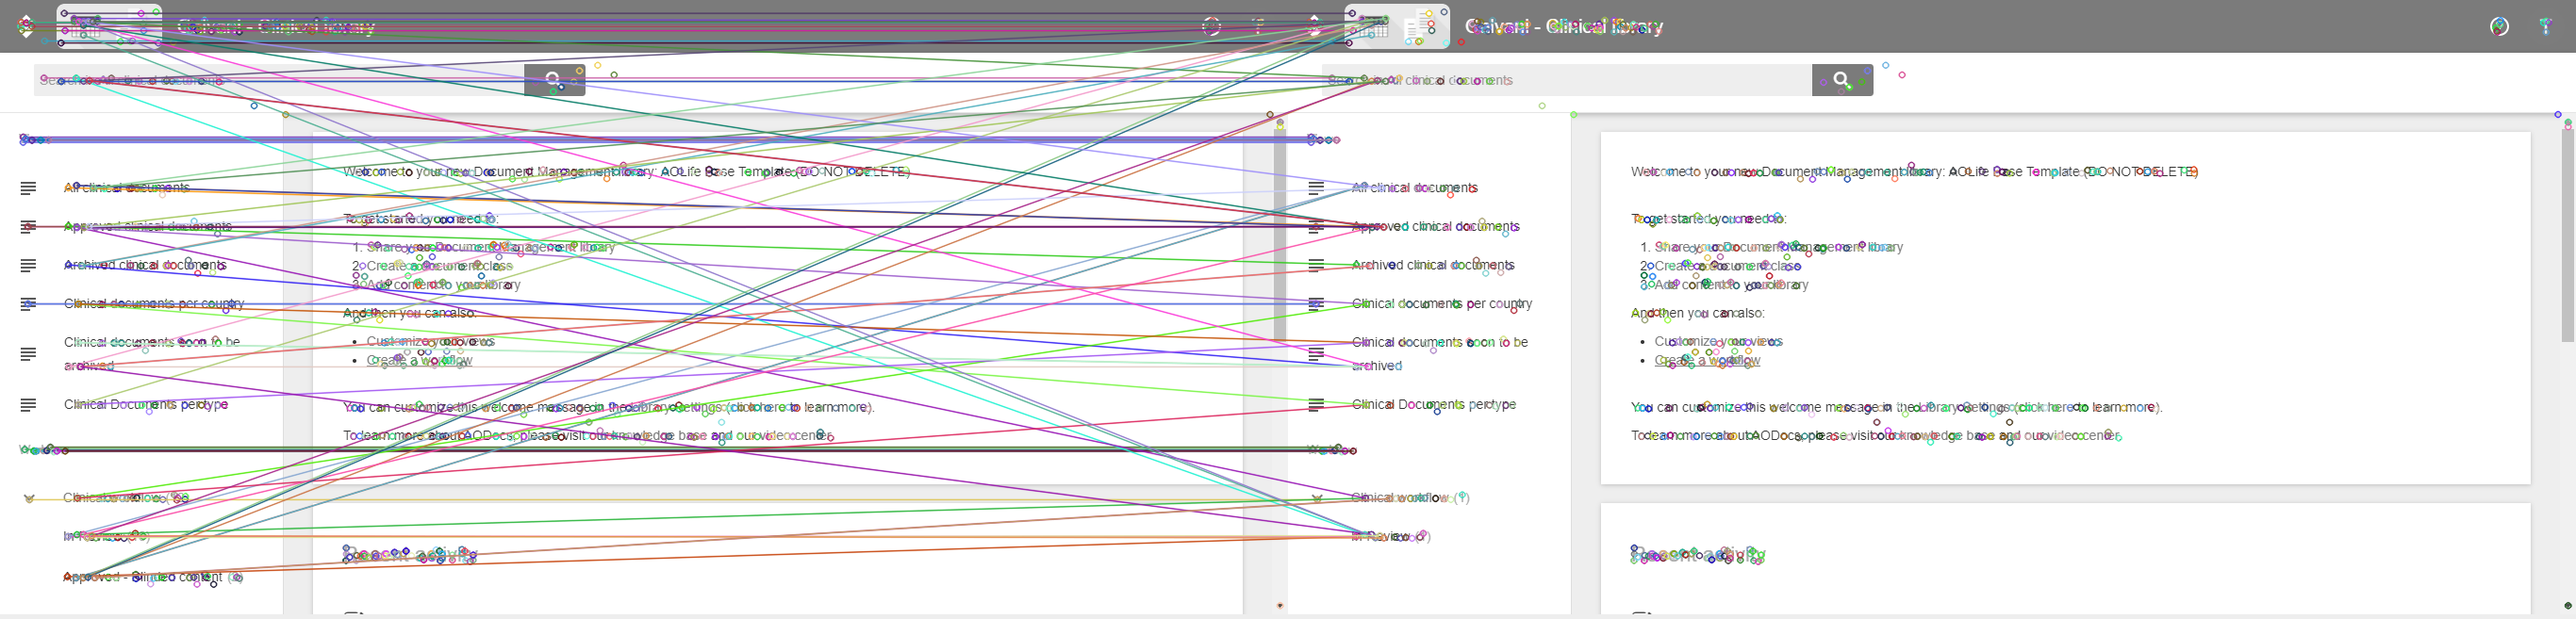 Galvani - Clinical library
Galvani - Clinical library
Search in All clinical documents
clinical documents
Views
All clinical documents
Approved clinical documents
Archived clinical documents
Clinical documents per country
Clinical documents soon to be
archived
Clinical Documents per type
Clinical workflow
In Review
Approved - Clinical content
Welcome to your new Document Management library: AOLife Base Template (DO NOT DELETE)
To get started you need to:
1. Share your Document Management library
2. Create a document class
3. Add content to your library
And then you can also:
• Customize your views
• Create a workflow
You can customize this welcome message in the library settings (click here to learn more).
To learn more about AODocs, please visit our knowledge base and our video center.
Recent activity
All clinical documents
Approved clinical documents
Archived clinical documents
Clinical documents per country
Clinical documents soon to be
archived
Clinical Documents per type
Clinical workflow (1)
In Review
Welcome to your new Document Management library: AOLife Base Template (DO NOT DELETE)
To get started you need to:
1. Share your Document Management library
2. Create a document class
3. Add content to your library
And then you can also:
• Customize your views
• Create a workflow
You can customize this welcome message in the library settings (click here to learn more).
To learn more about AODocs, please visit our knowledge base and our video center.
Recent activity